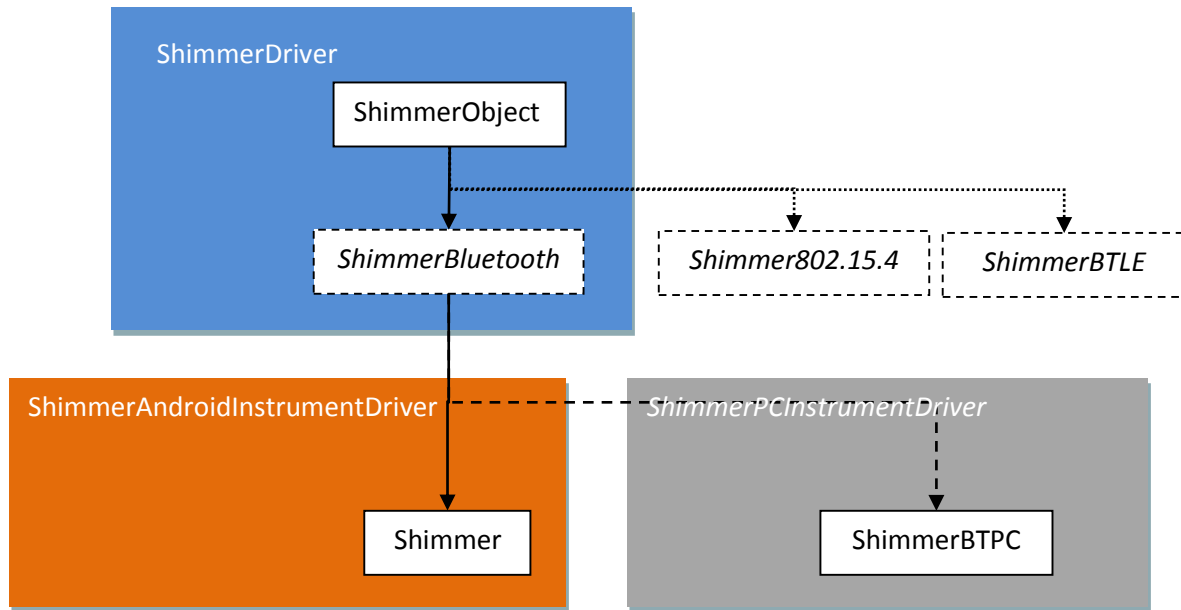 ShimmerDriver
ShimmerObject
ShimmerBluetooth
Shimmer802.15.4
ShimmerBTLE
ShimmerAndroidInstrumentDriver
ShimmerPCInstrumentDriver
Shimmer
ShimmerBTPC